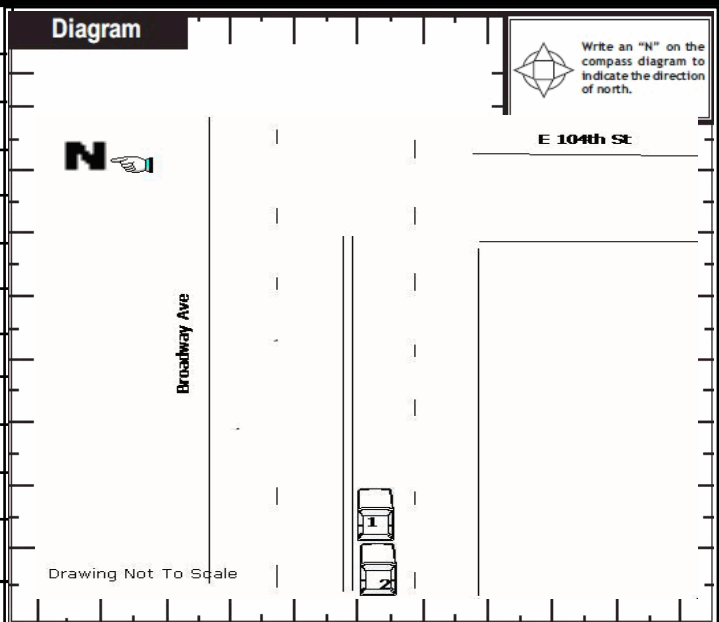 Diagram
Write an “N” on the
compass diagram to
indicate the direction
of north.
N
E 104th St
Broadway Ave
1
2
Drawing Not To Scale